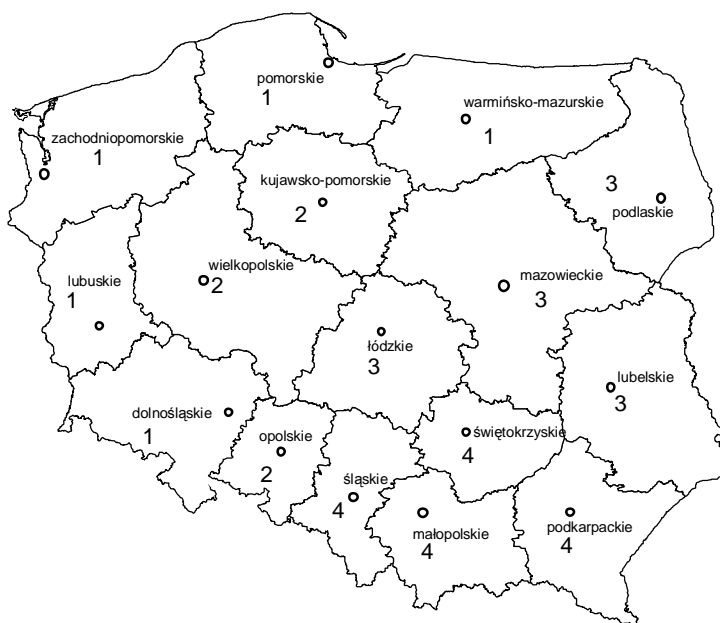 pomorskie
1
warmińsko-mazurskie
1
zachodniopomorskie
1
kujawsko-pomorskie
2
3
podlaskie
wielkopolskie
2
mazowieckie
3
lubuskie
1
łódzkie
3
lubelskie
3
dolnośląskie
1
opolskie
2
świętokrzyskie
4
śląskie
4
małopolskie
4
podkarpackie
4